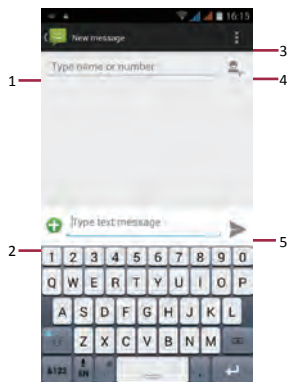 16:15
New message
3
Type name or number
1
4
Type text message
5
2
1 2 3 4 5 6 7 8 9 0
Q W E R T Y U I O P
A S D F G H J K L
Z X C V B N M
&123 EN .